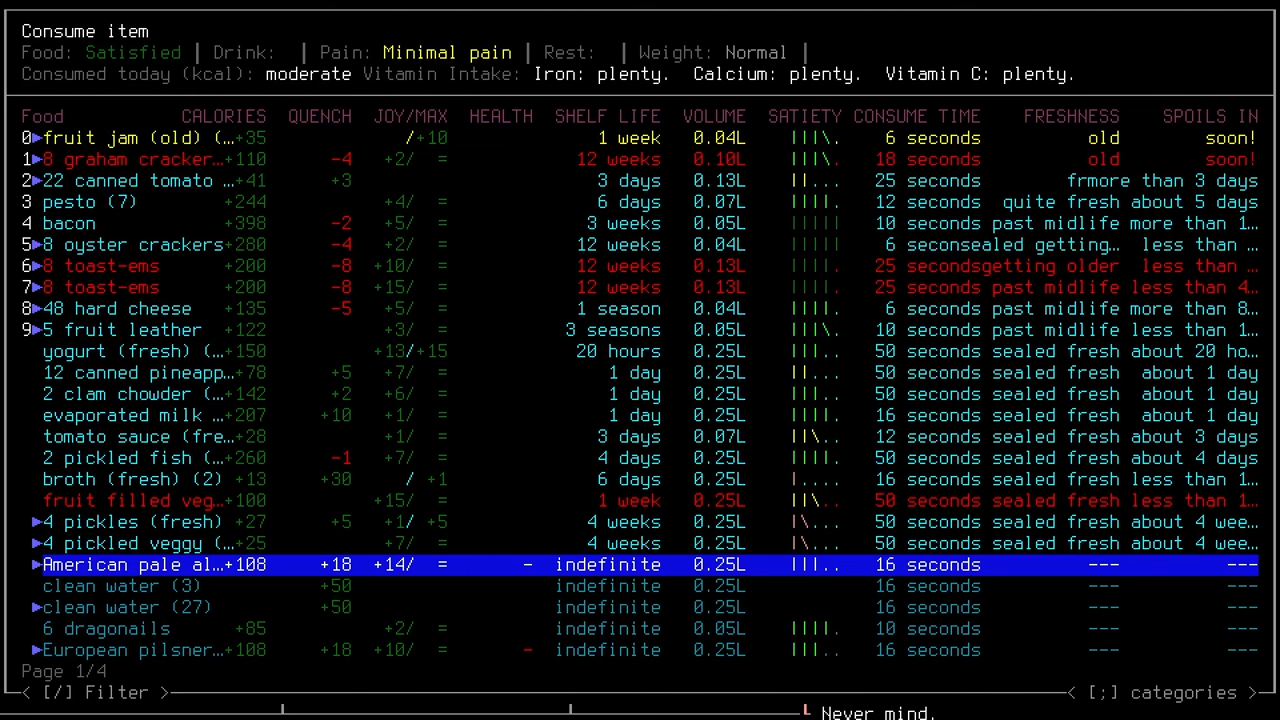 Consume item
Food: Satisfied | Drink: | Pain: Minimal pain | Rest: | Weight: Normal |
Consumed today (kcal): moderate Vitamin Intake: Iron: plenty. Calcium: plenty. Vitamin C: plenty.
Food CALORIES QUENCH JOY/MAX HEALTH SHELF LIFE VOLUME SATIETY CONSUME TIME FRESHNESS SPOILS IN
0▶fruit jam (old) (…+35 /+10 1 week 0.04L |||\. 6 seconds old soon!
1▶8 graham cracker…+110 -4 +2/ = 12 weeks 0.10L |||\. 18 seconds old soon!
2▶22 canned tomato …+41 +3 3 days 0.13L ||... 25 seconds frmore than 3 days
3 pesto (7) +244 +4/ = 6 days 0.07L ||||. 12 seconds quite fresh about 5 days
4 bacon +398 -2 +5/ = 3 weeks 0.05L ||||| 10 seconds past midlife more than 1…
5▶8 oyster crackers+280 -4 +2/ = 12 weeks 0.04L ||||| 6 seconsealed getting… less than …
6▶8 toast-ems +200 -8 +10/ = 12 weeks 0.13L ||||. 25 secondsgetting older less than …
7▶8 toast-ems +200 -8 +15/ = 12 weeks 0.13L ||||. 25 seconds past midlife less than 4…
8▶48 hard cheese +135 -5 +5/ = 1 season 0.04L ||||. 6 seconds past midlife more than 8…
9▶5 fruit leather +122 +3/ = 3 seasons 0.05L |||\. 10 seconds past midlife less than 1…
yogurt (fresh) (…+150 +13/+15 20 hours 0.25L |||.. 50 seconds sealed fresh about 20 ho…
12 canned pineapp…+78 +5 +7/ = 1 day 0.25L ||... 50 seconds sealed fresh about 1 day
2 clam chowder (…+142 +2 +6/ = 1 day 0.25L |||.. 50 seconds sealed fresh about 1 day
evaporated milk …+207 +10 +1/ = 1 day 0.25L ||||. 16 seconds sealed fresh about 1 day
tomato sauce (fre…+28 +1/ = 3 days 0.07L ||\.. 12 seconds sealed fresh about 3 days
2 pickled fish (…+260 -1 +7/ = 4 days 0.25L ||||. 50 seconds sealed fresh about 4 days
broth (fresh) (2) +13 +30 / +1 6 days 0.25L |.... 16 seconds sealed fresh less than 1…
fruit filled veg…+100 +15/ = 1 week 0.25L ||\.. 50 seconds sealed fresh less than 1…
▶4 pickles (fresh) +27 +5 +1/ +5 4 weeks 0.25L |\... 50 seconds sealed fresh about 4 wee…
▶4 pickled veggy (…+25 +7/ = 4 weeks 0.25L |\... 50 seconds sealed fresh about 4 wee…
▶American pale al…+108 +18 +14/ = - indefinite 0.25L |||.. 16 seconds --- ---
clean water (3) +50 indefinite 0.25L 16 seconds --- ---
▶clean water (27) +50 indefinite 0.25L 16 seconds --- ---
6 dragonails +85 +2/ = indefinite 0.05L ||||. 10 seconds --- ---
▶European pilsner…+108 +18 +10/ = - indefinite 0.25L |||.. 16 seconds --- ---
Page 1/4
< [/] Filter > < [;] categories >
Never mind.